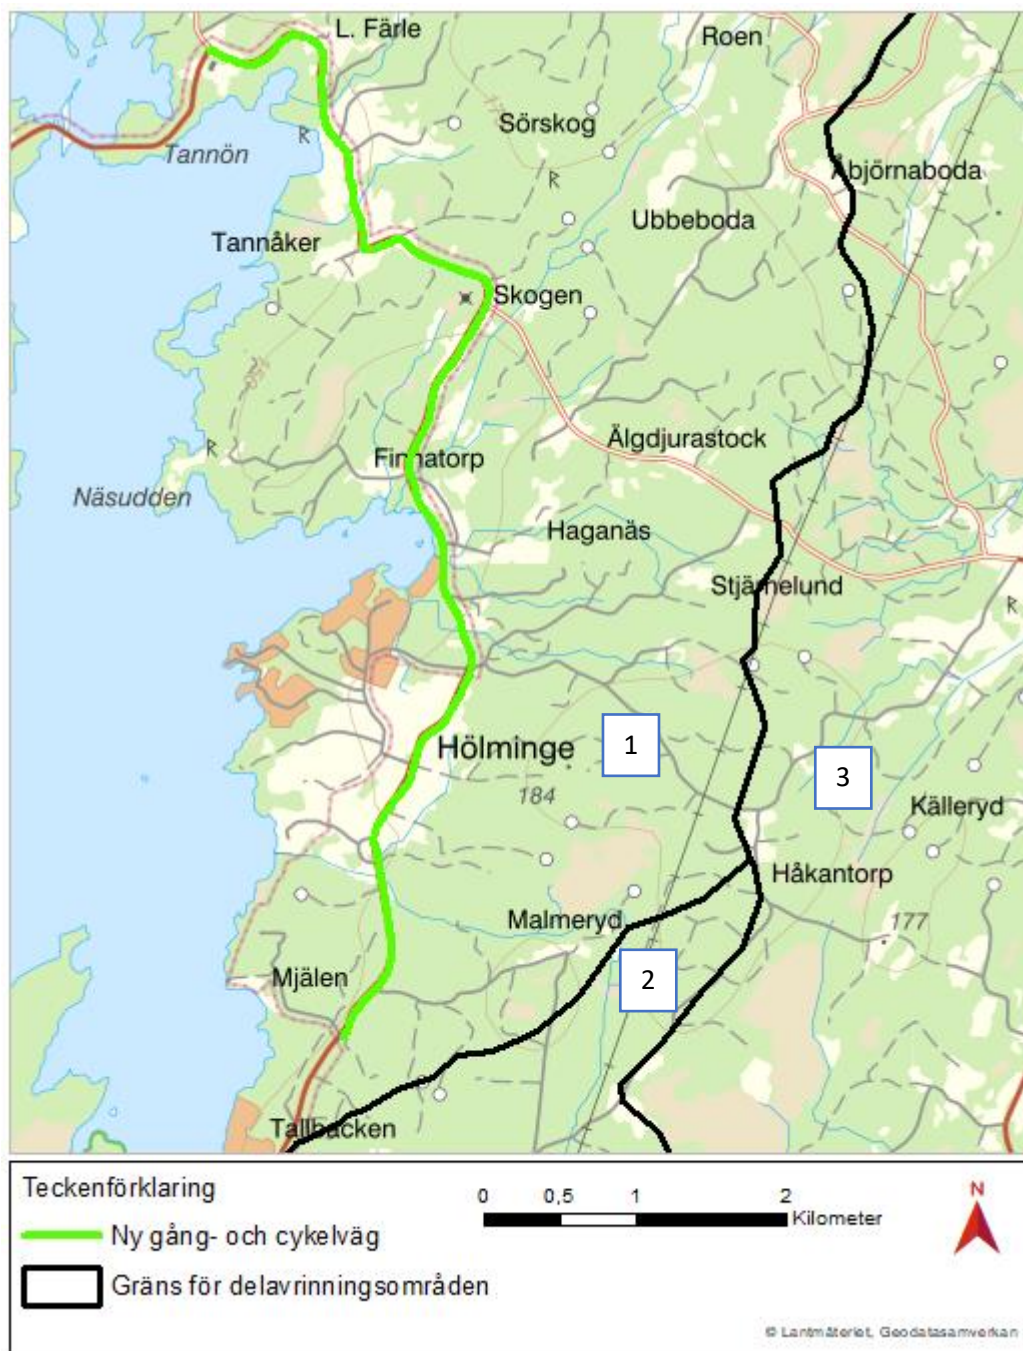 L. Färle
Roen
Sörskog
Tannön
R
Åbjörnaboda
R
Ubbeboda
Tannåker
Skogen
Älgdjurastock
R
Finnatorp
Näsudden
Haganäs
Stjärnelund
R
1
Hölminge
3
184
Källeryd
Håkantorp
Malmeryd
177
Mjälen
2
Tallbacken
Teckenförklaring
Ny gång- och cykelväg
Gräns för delavrinningsområden
0 0,5 1 2
Kilometer
N
© Lantmäteriet, Geodatasamverkan